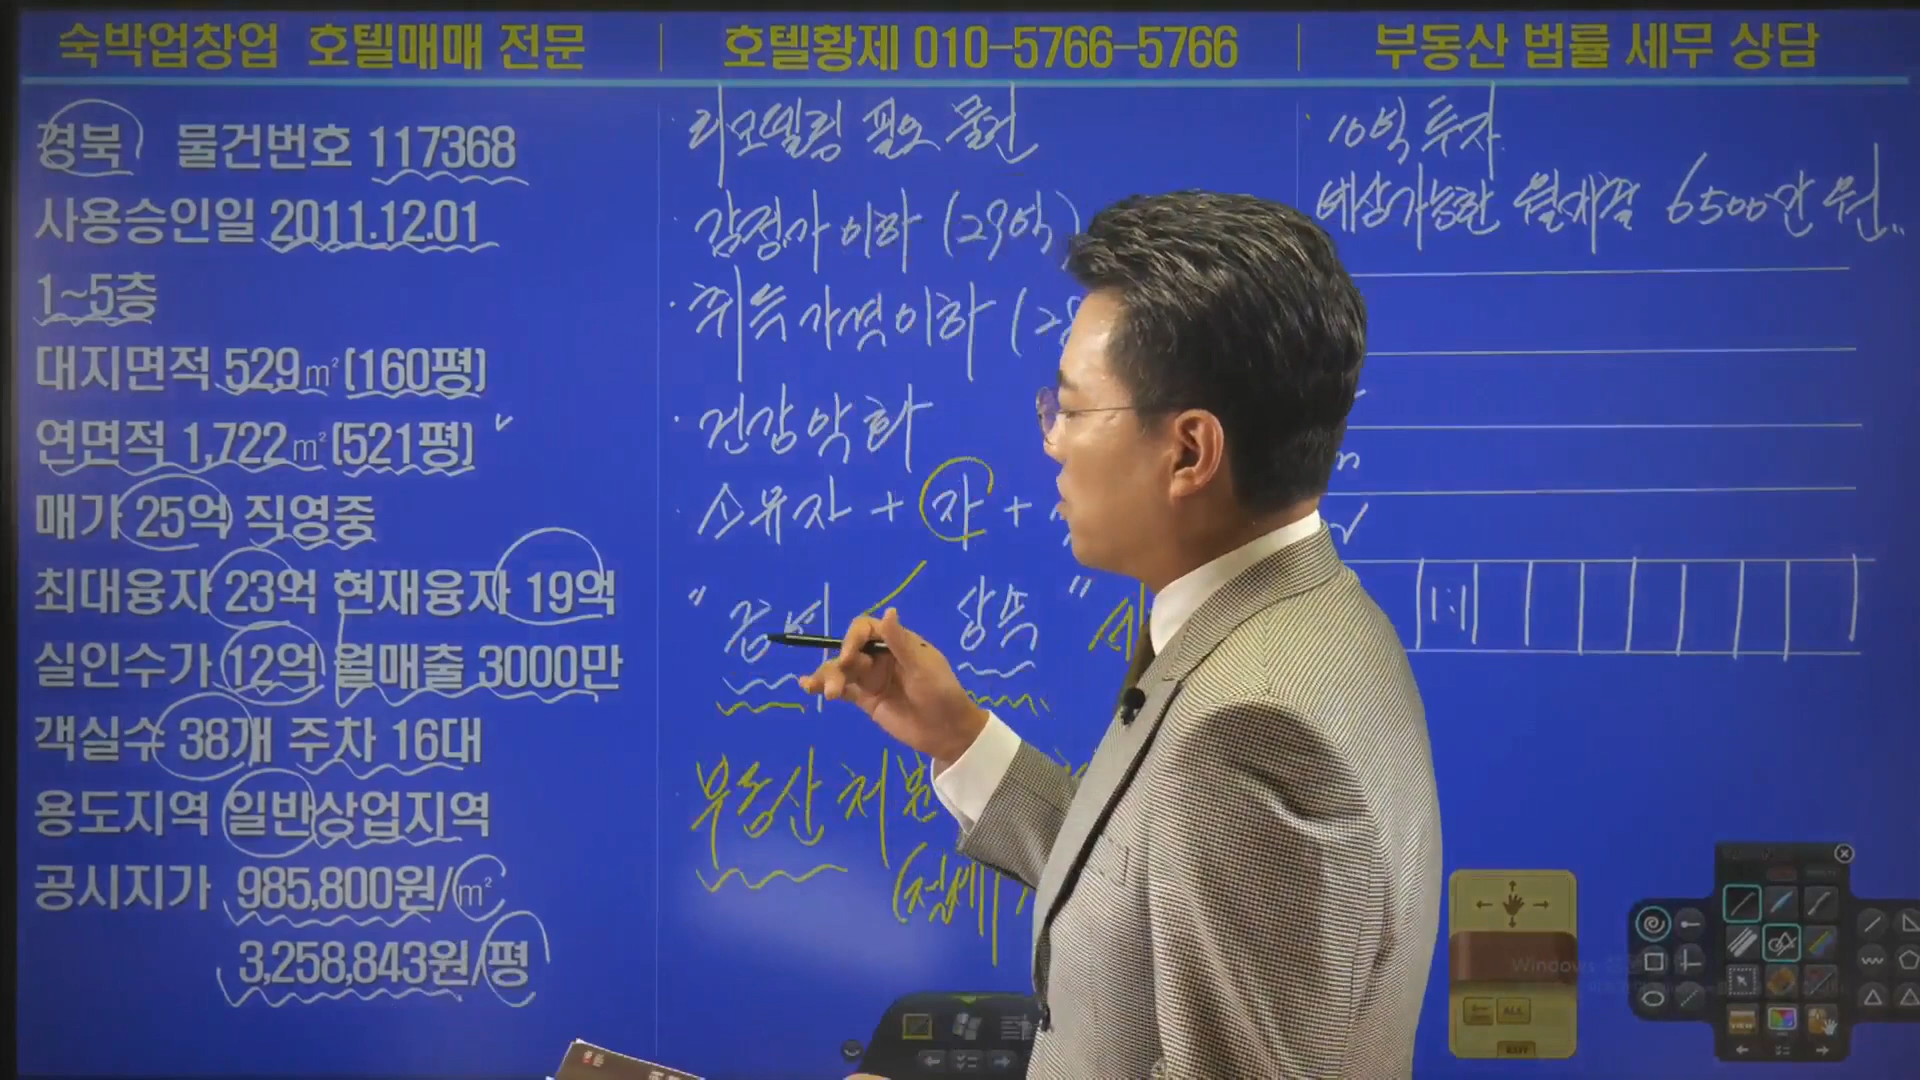 숙박업창업 호텔매매 전문
호텔황제 010-5766-5766
부동산 법률 세무 상담
경북 물건번호 117368
사용승인일 2011.12.01
1~5층
대지면적 529㎡(160평)
연면적 1,722㎡(521평)
매가 25억 직영중
최대융자 23억 현재융자 19억
실인수가 12억 월매출 3000만
객실수 38개 주차 16대
용도지역 일반상업지역
공시지가 985,800원/㎡
3,258,843원/평
리모델링 필요 물건
감정가 이하 (29억)
취득가액이하 (28
건강악화
소유자 + 자 +
" 상속 "
부동산 처분
10억 투자
예상가능한 월매출 6500만원..
Windows
VIEW
ALL
EXIT